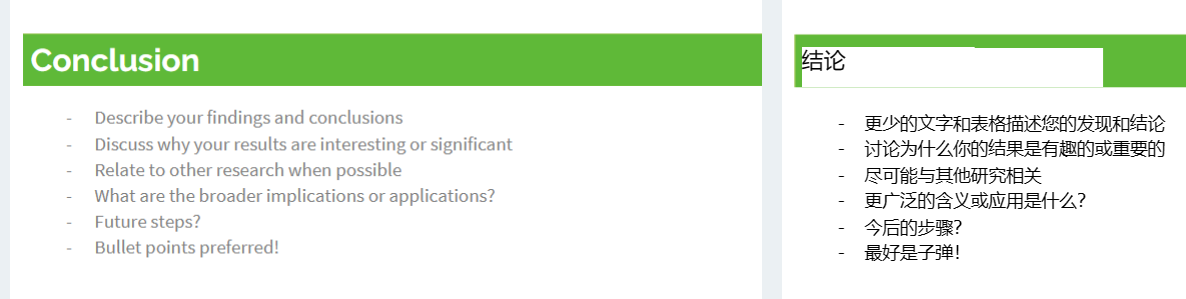 Conclusion
- Describe your findings and conclusions
- Discuss why your results are interesting or significant
- Relate to other research when possible
- What are the broader implications or applications?
- Future steps?
- Bullet points preferred!
结论
- 更少的文字和表格描述您的发现和结论
- 讨论为什么你的结果是有趣的或重要的
- 尽可能与其他研究相关
- 更广泛的含义或应用是什么?
- 今后的步骤?
- 最好是子弹!